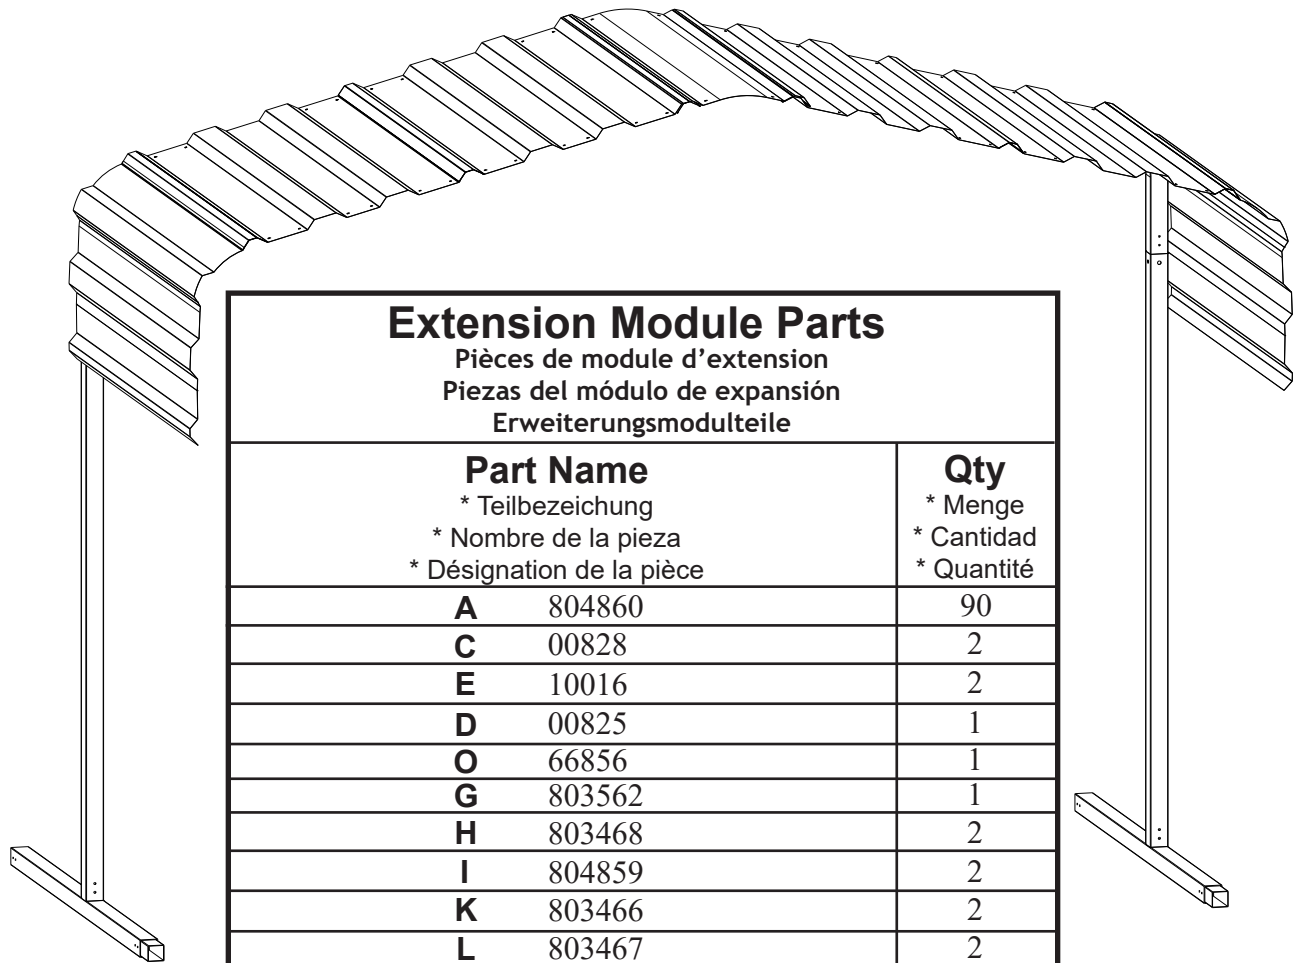 Extension Module Parts
Pièces de module d’extension
Piezas del módulo de expansión
Erweiterungsmodulteile
Part Name Qty
* Teilbezeichung * Menge
* Nombre de la pieza * Cantidad
* Désignation de la pièce * Quantité
A 804860 90
C 00828 2
E 10016 2
D 00825 1
O 66856 1
G 803562 1
H 803468 2
I 804859 2
K 803466 2
L 803467 2